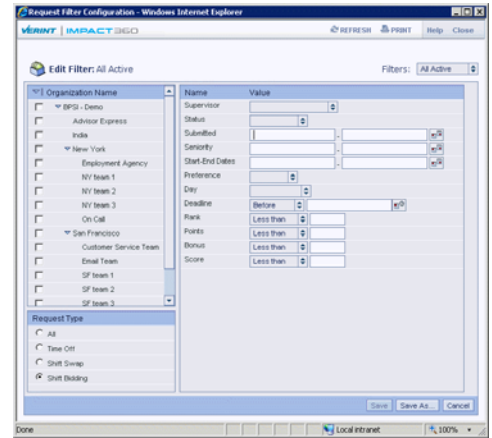 Request Filter Configuration - Windows Internet Explorer
VERINT | IMPACT 360
REFRESH PRINT Help Close
Edit Filter: All Active
Filters: All Active
Organization Name
BPSI - Demo
Advisor Express
India
New York
Employment Agency
NY team 1
NY team 2
NY team 3
On Call
San Francisco
Customer Service Team
Email Team
SF team 1
SF team 2
SF team 3
Request Type
All
Time Off
Shift Swap
Shift Bidding
Name Value
Supervisor
Status
Submitted -
Seniority -
Start-End Dates -
Preference
Day
Deadline Before
Rank Less than
Points Less than
Bonus Less than
Score Less than
Save Save As... Cancel
Done Local intranet 100%